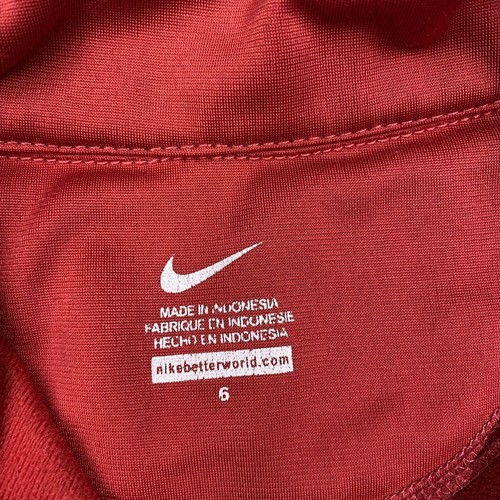 MADE IN INDONESIA
FABRIQUE EN INDONESIE
HECHO EN INDONESIA
nikebetterworld.com
6